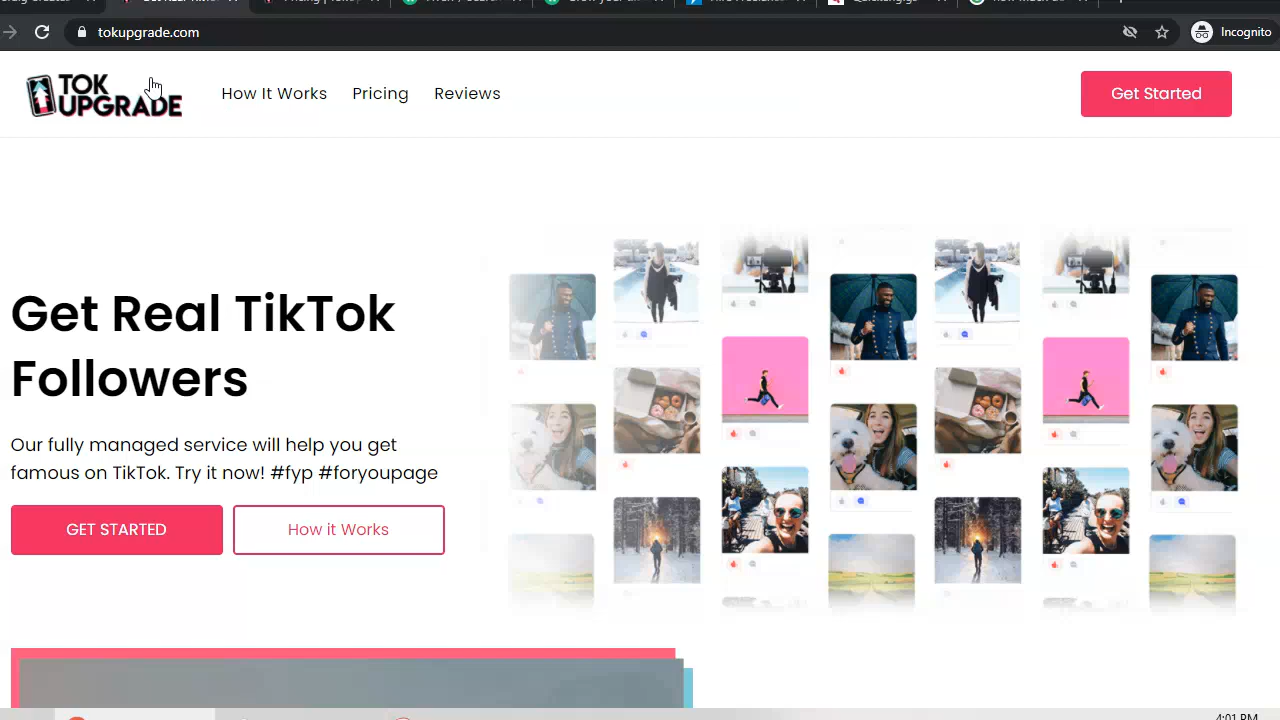 tokupgrade.com
Incognito
TOK
UPGRADE
How It Works
Pricing
Reviews
Get Started
Get Real TikTok
Followers
Our fully managed service will help you get
famous on TikTok. Try it now! #fyp #foryoupage
GET STARTED
How it Works
4:01 PM